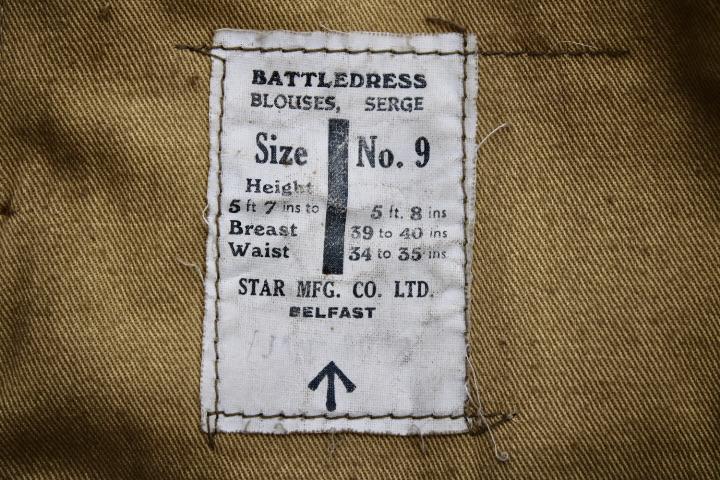 BATTLEDRESS
BLOUSES, SERGE
Size No. 9
Height
5 ft 7 ins to 5 ft. 8 ins
Breast 39 to 40 ins
Waist 34 to 35 ins
STAR MFG. CO. LTD.
BELFAST